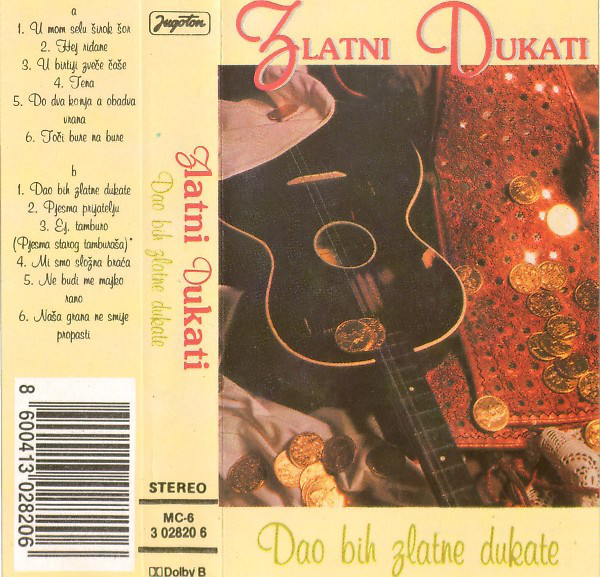 a
1. U mom selu širok šor
2. Hej riđane
3. U birtiji zveče čaše
4. Tena
5. Do dva konja a obadva
vrana
6. Toči bure na bure
b
1. Dao bih zlatne dukate
2. Pjesma prijatelju
3. Ej, tamburo
(Pjesma starog tamburaša)*
4. Mi smo složna braća
5. Ne budi me majko
rano
6. Naša grana ne smije
propasti
8 600413 028206
Jugoton
Zlatni Dukati
Dao bih zlatne dukate
STEREO
MC-6
3 02820 6
Dolby B
ZLATNI DUKATI
Dao bih zlatne dukate